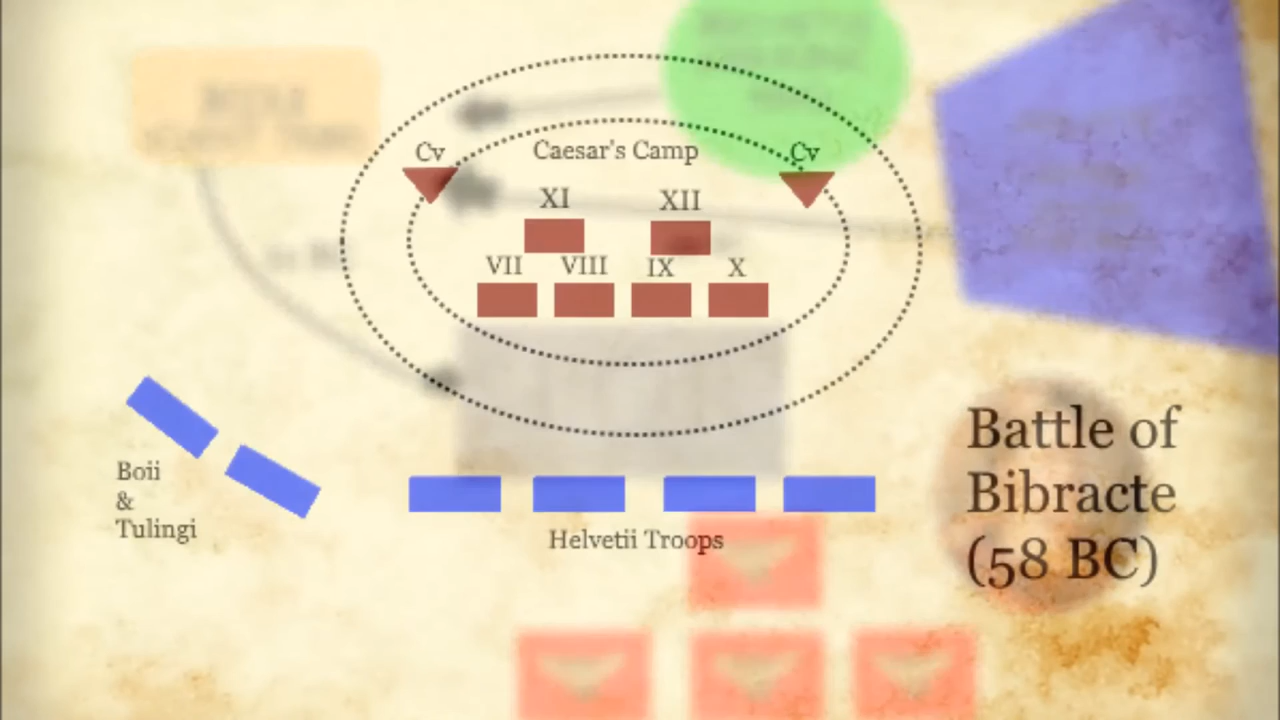 Cv
Caesar's Camp
Cv
XI
XII
VII
VIII
IX
X
Boii
&
Tulingi
Helvetii Troops
Battle of
Bibracte
(58 BC)